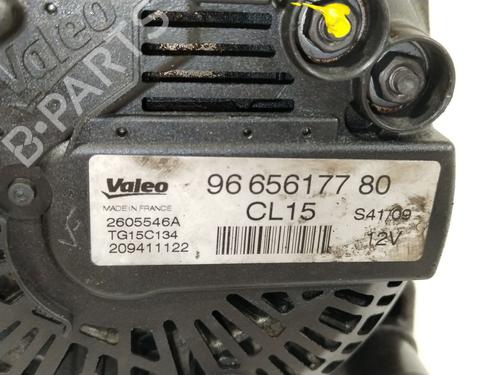 Valeo
B-PARTS
Valeo 96 656177 80
MADE IN FRANCE CL15 S41709
2605546A
TG15C134 12V
209411122